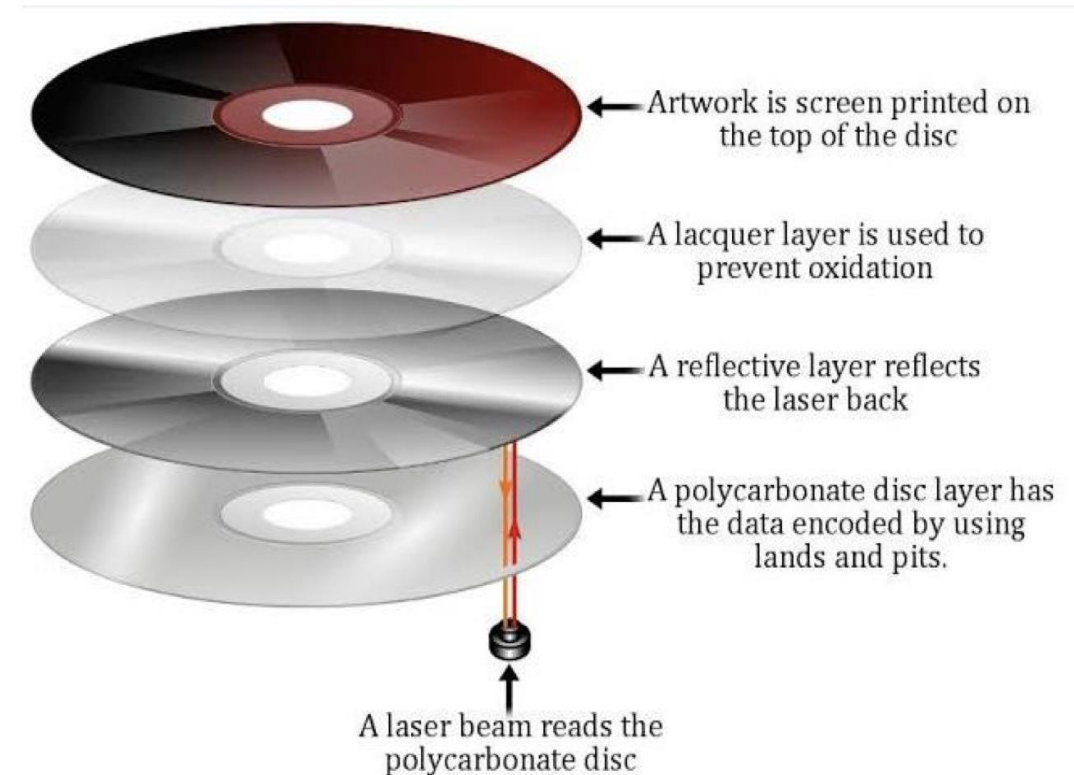 Artwork is screen printed on
the top of the disc
A lacquer layer is used to
prevent oxidation
A reflective layer reflects
the laser back
A polycarbonate disc layer has
the data encoded by using
lands and pits.
A laser beam reads the
polycarbonate disc